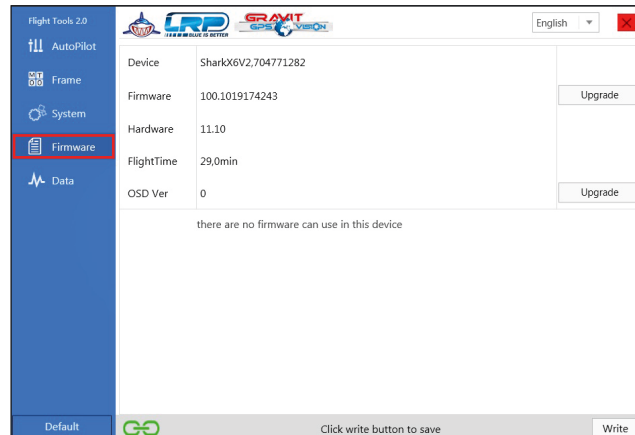 Flight Tools 2.0
LRP
BLUE IS BETTER
GRAVIT
GPS VISION
English
AutoPilot
Frame
System
Firmware
Data
Device SharkX6V2,704771282
Firmware 100.1019174243 Upgrade
Hardware 11.10
FlightTime 29,0min
OSD Ver 0 Upgrade
there are no firmware can use in this device
Default
Click write button to save
Write